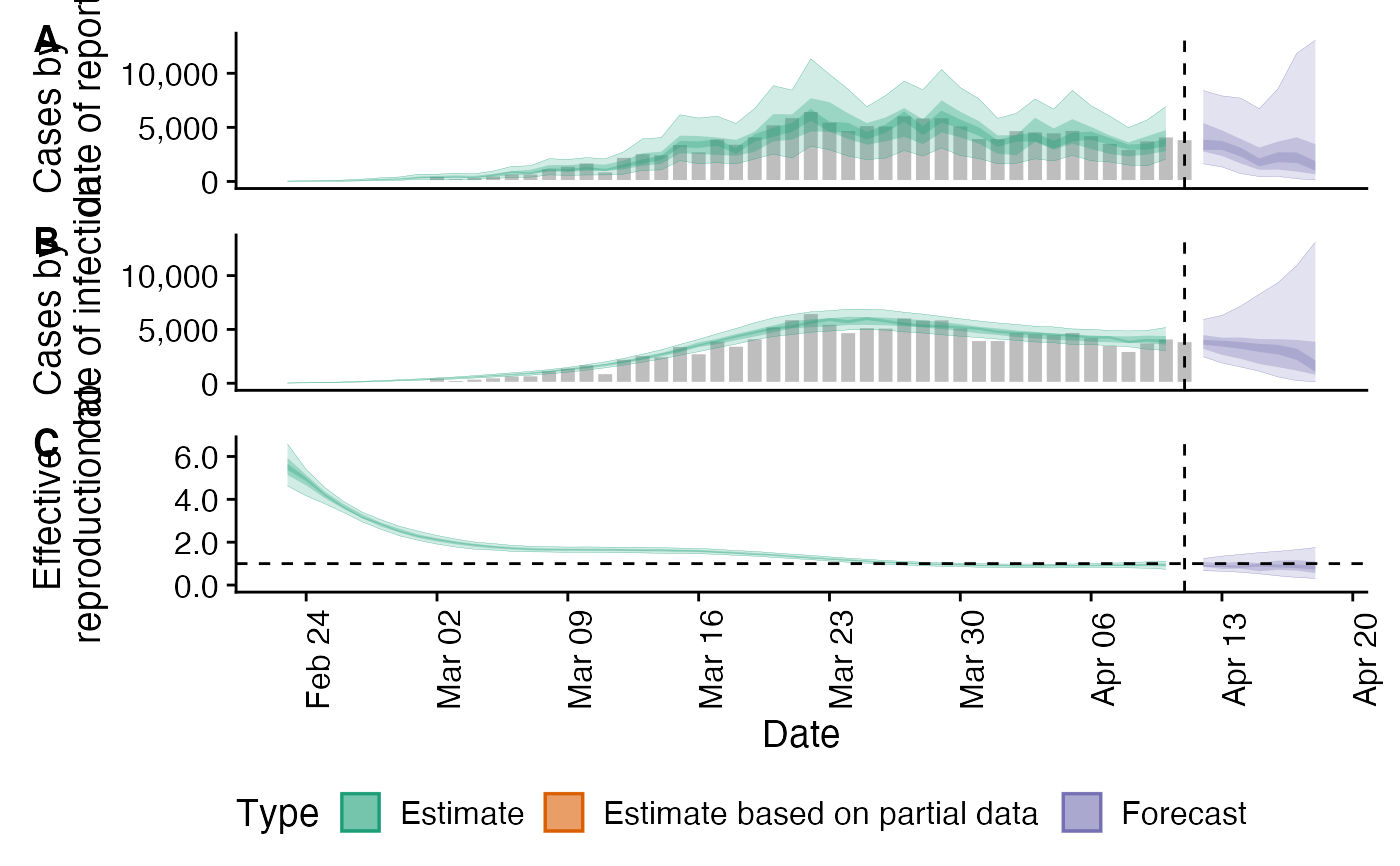 A
Cases by
date of report
10,000
5,000
0
B
Cases by
date of infection
10,000
5,000
0
C
Effective
reproduction
6.0
4.0
2.0
0.0
Feb 24
Mar 02
Mar 09
Mar 16
Mar 23
Mar 30
Apr 06
Apr 13
Apr 20
Date
Type
Estimate
Estimate based on partial data
Forecast